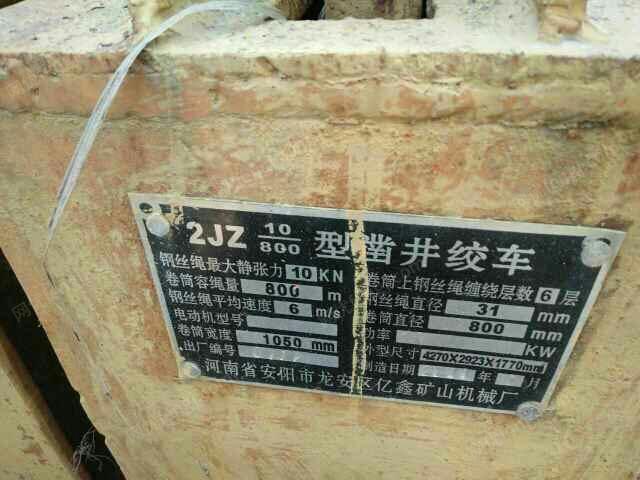 2JZ 10/800 型凿井绞车
钢丝绳最大静张力 10 KN
卷筒容绳量 800 m
钢丝绳平均速度 6 m/s
电动机型号
卷筒宽度 1050 mm
出厂编号
卷筒上钢丝绳缠绕层数 6 层
钢丝绳直径 31 mm
卷筒直径 800 mm
功率 KW
外型尺寸 4270X2923X1770mm
制造日期 年 月
河南省安阳市龙安区亿鑫矿山机械厂